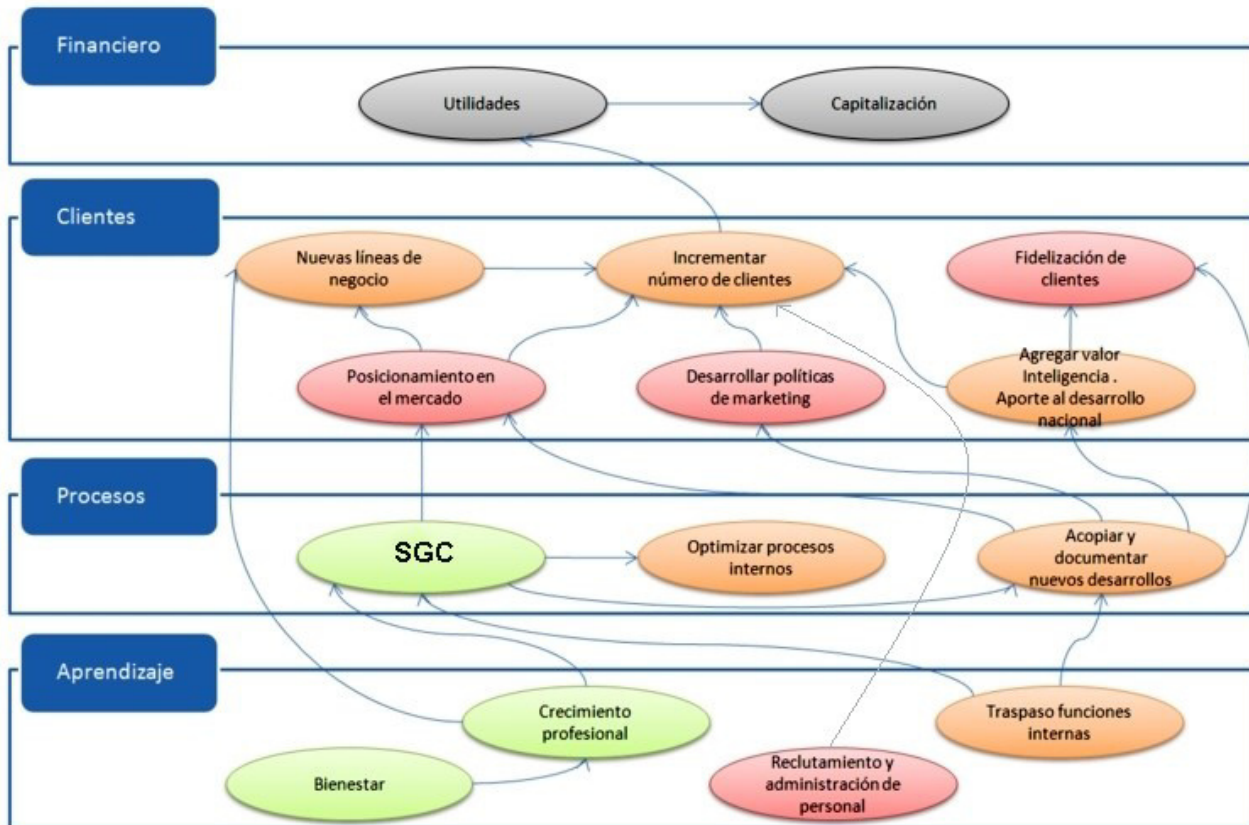 Financiero
Utilidades
Capitalización
Clientes
Nuevas líneas de
negocio
Incrementar
número de clientes
Fidelización de
clientes
Posicionamiento en
el mercado
Desarrollar políticas
de marketing
Agregar valor
Inteligencia .
Aporte al desarrollo
nacional
Procesos
SGC
Optimizar procesos
internos
Acopiar y
documentar
nuevos desarrollos
Aprendizaje
Crecimiento
profesional
Traspaso funciones
internas
Bienestar
Reclutamiento y
administración de
personal